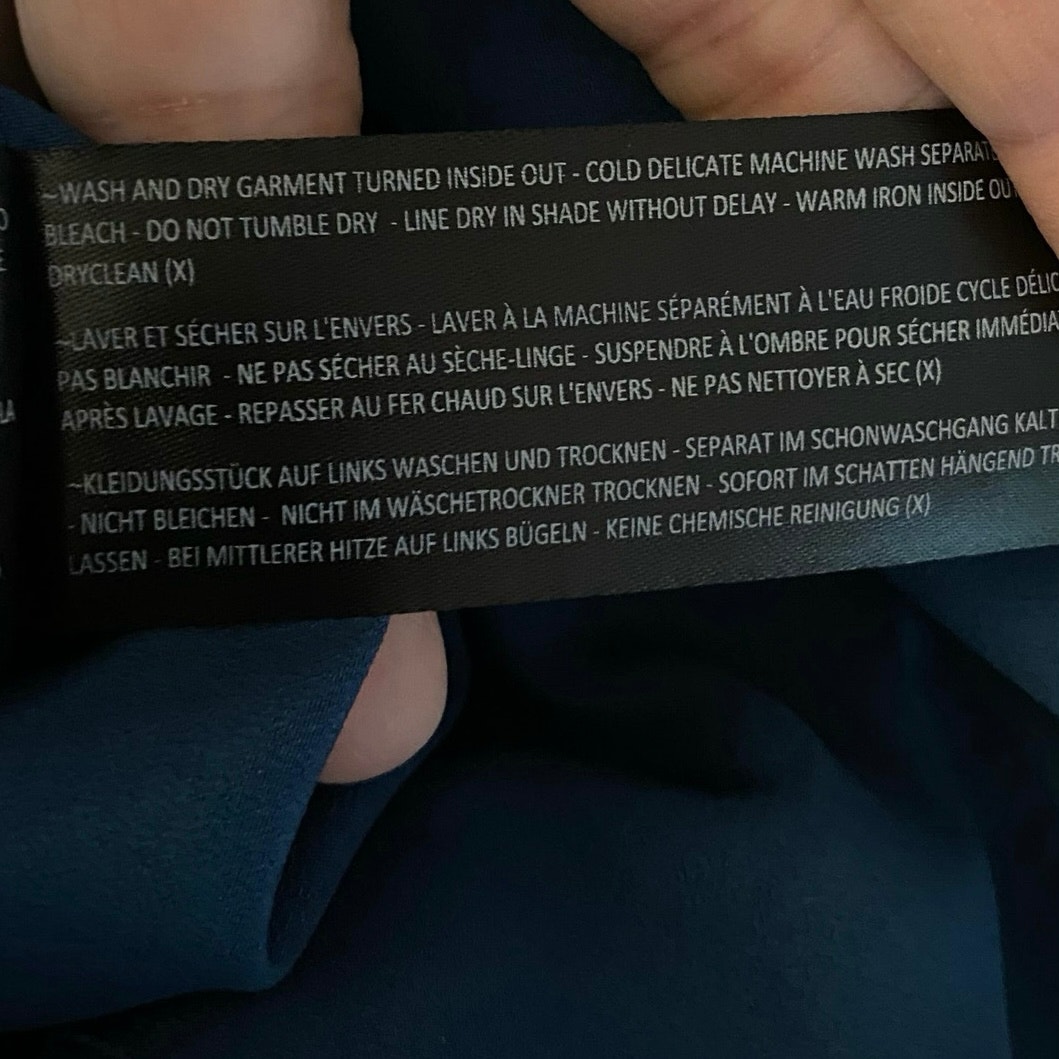 ~WASH AND DRY GARMENT TURNED INSIDE OUT - COLD DELICATE MACHINE WASH
BLEACH - DO NOT TUMBLE DRY - LINE DRY IN SHADE WITHOUT DELAY - WARM IRON INSIDE
DRYCLEAN (X)
~LAVER ET SÉCHER SUR L'ENVERS - LAVER À LA MACHINE SÉPARÉMENT À L'EAU FROIDE CYCLE
PAS BLANCHIR - NE PAS SÉCHER AU SÈCHE-LINGE - SUSPENDRE À L'OMBRE POUR SÉCHER
APRÈS LAVAGE - REPASSER AU FER CHAUD SUR L'ENVERS - NE PAS NETTOYER À SEC (X)
~KLEIDUNGSSTÜCK AUF LINKS WASCHEN UND TROCKNEN - SEPARAT IM SCHONWASCHGANG KALT
- NICHT BLEICHEN - NICHT IM WÄSCHETROCKNER TROCKNEN - SOFORT IM SCHATTEN HÄNGEND
LASSEN - BEI MITTLERER HITZE AUF LINKS BÜGELN - KEINE CHEMISCHE REINIGUNG (X)